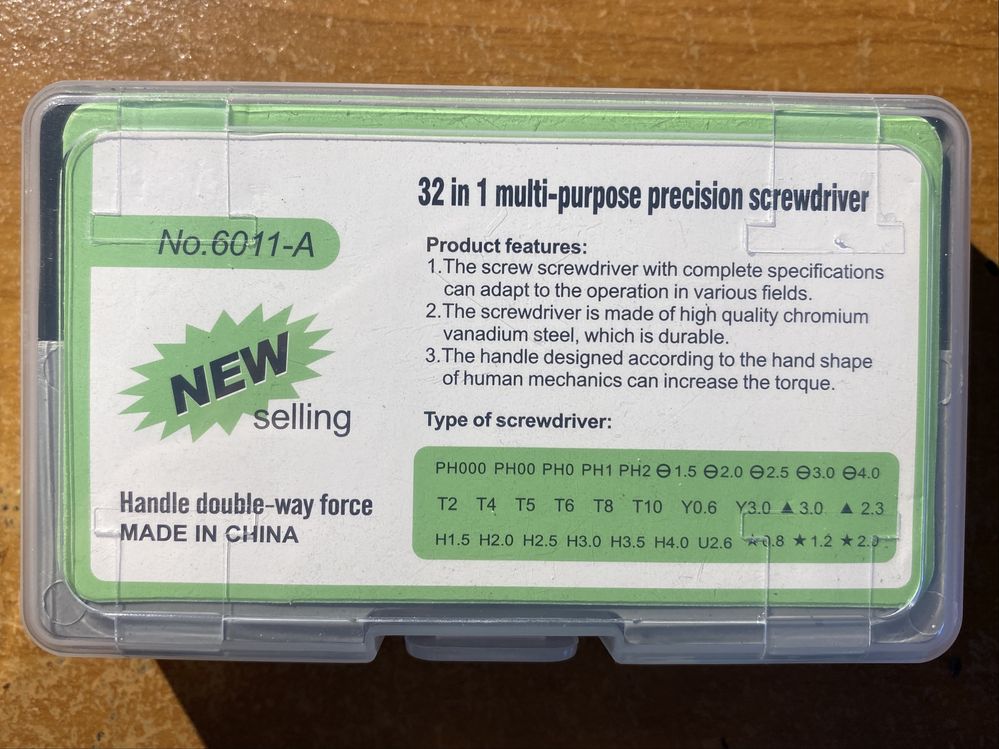 32 in 1 multi-purpose precision screwdriver
No.6011-A
Product features:
1.The screw screwdriver with complete specifications
can adapt to the operation in various fields.
2.The screwdriver is made of high quality chromium
vanadium steel, which is durable.
3.The handle designed according to the hand shape
of human mechanics can increase the torque.
NEW
selling
Type of screwdriver:
PH000 PH00 PH0 PH1 PH2 ⊖1.5 ⊖2.0 ⊖2.5 ⊖3.0 ⊖4.0
T2 T4 T5 T6 T8 T10 Y0.6 Y3.0 ▲ 3.0 ▲ 2.3
H1.5 H2.0 H2.5 H3.0 H3.5 H4.0 U2.6 ★0.8 ★1.2 ★2.0
Handle double-way force
MADE IN CHINA